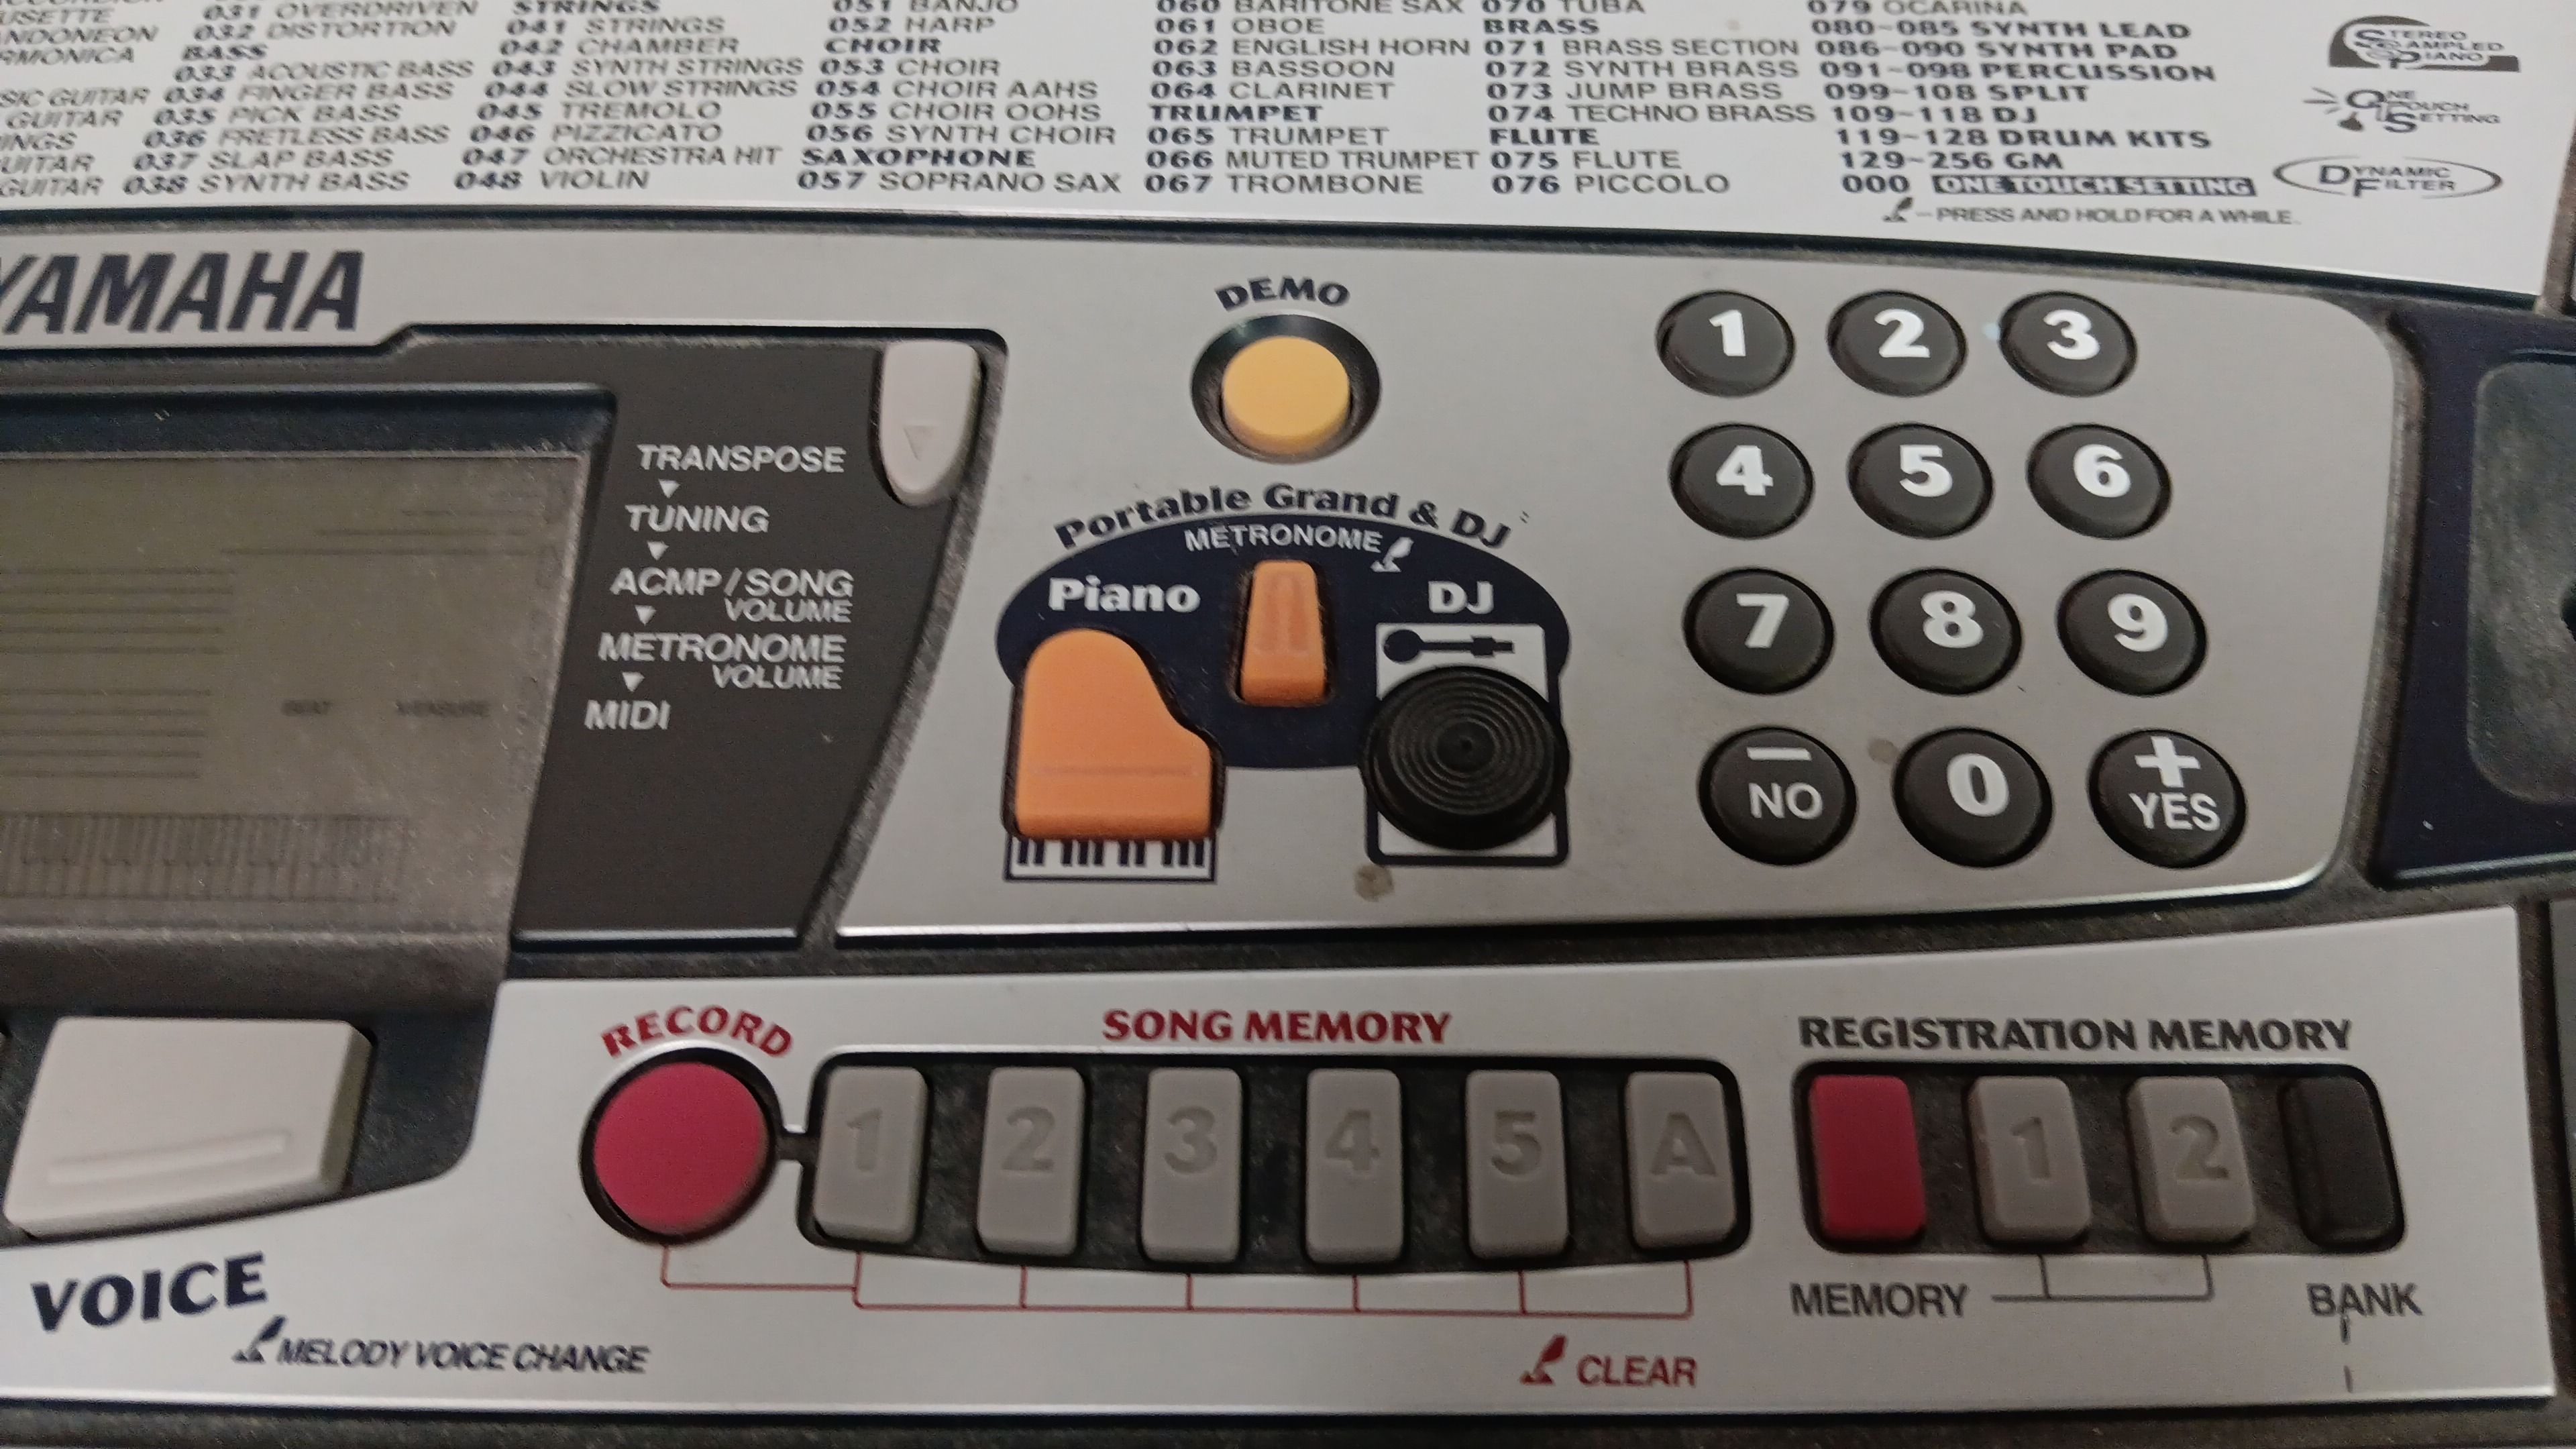 031 OVERDRIVEN
032 DISTORTION
BASS
033 ACOUSTIC BASS
034 FINGER BASS
035 PICK BASS
036 FRETLESS BASS
037 SLAP BASS
038 SYNTH BASS
STRINGS
041 STRINGS
042 CHAMBER
043 SYNTH STRINGS
044 SLOW STRINGS
045 TREMOLO
046 PIZZICATO
047 ORCHESTRA HIT
048 VIOLIN
051 BANJO
052 HARP
CHOIR
053 CHOIR
054 CHOIR AAHS
055 CHOIR OOHS
056 SYNTH CHOIR
SAXOPHONE
057 SOPRANO SAX
060 BARITONE SAX
061 OBOE
062 ENGLISH HORN
063 BASSOON
064 CLARINET
TRUMPET
065 TRUMPET
066 MUTED TRUMPET
067 TROMBONE
070 TUBA
BRASS
071 BRASS SECTION
072 SYNTH BRASS
073 JUMP BRASS
074 TECHNO BRASS
FLUTE
075 FLUTE
076 PICCOLO
079 OCARINA
080~085 SYNTH LEAD
086~090 SYNTH PAD
091~098 PERCUSSION
099~108 SPLIT
109~118 DJ
119~128 DRUM KITS
129~256 GM
000 ONE TOUCH SETTING
– PRESS AND HOLD FOR A WHILE.
STEREO
SAMPLED
PIANO
ONE
TOUCH
SETTING
DYNAMIC
FILTER
GUITAR
GUITAR
GUITAR
YAMAHA
TRANSPOSE
TUNING
ACMP / SONG
VOLUME
METRONOME
VOLUME
MIDI
BEAT MEASURE
DEMO
Portable Grand & DJ
METRONOME
Piano
DJ
1 2 3
4 5 6
7 8 9
– 0 +
NO YES
RECORD
SONG MEMORY
1 2 3 4 5 A
CLEAR
REGISTRATION MEMORY
1 2
MEMORY
BANK
VOICE
MELODY VOICE CHANGE